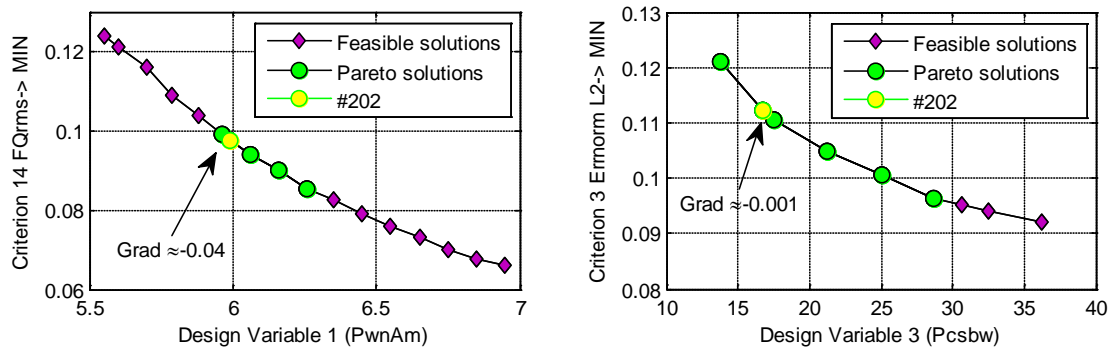 Criterion 14 FQrms-> MIN
0.12
0.1
0.08
0.06
Feasible solutions
Pareto solutions
#202
Grad ≈-0.04
5.5 6 6.5 7
Design Variable 1 (PwnAm)
Criterion 3 Ermorm L2-> MIN
0.13
0.12
0.11
0.1
0.09
0.08
Feasible solutions
Pareto solutions
#202
Grad ≈-0.001
10 15 20 25 30 35 40
Design Variable 3 (Pcsbw)